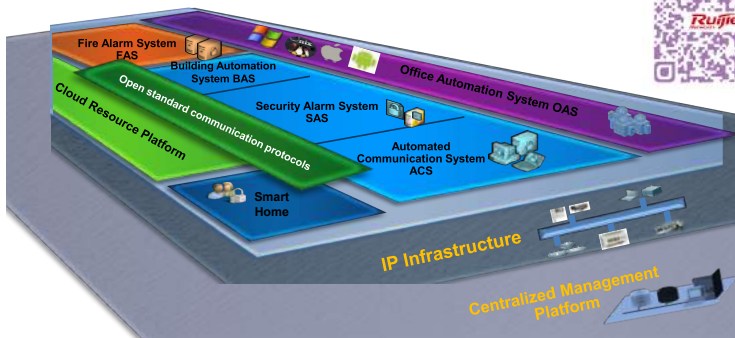 Ruijie
Fire Alarm System
FAS
Building Automation
System BAS
Office Automation System OAS
Cloud Resource Platform
Open standard communication protocols
Security Alarm System
SAS
Automated
Communication System
ACS
Smart
Home
IP Infrastructure
Centralized Management
Platform